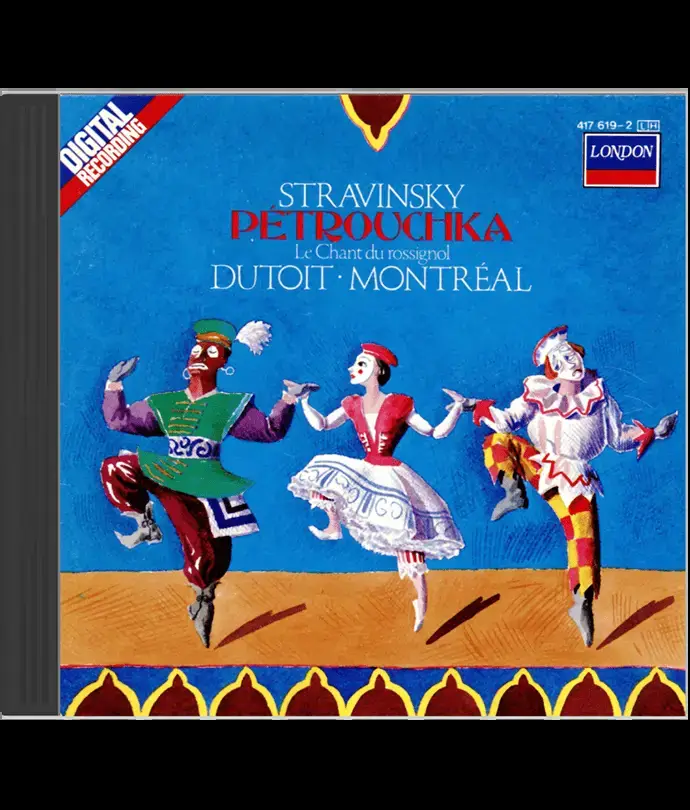 DIGITAL
RECORDING
417 619-2 LH
LONDON
STRAVINSKY
PÉTROUCHKA
Le Chant du rossignol
DUTOIT · MONTRÉAL